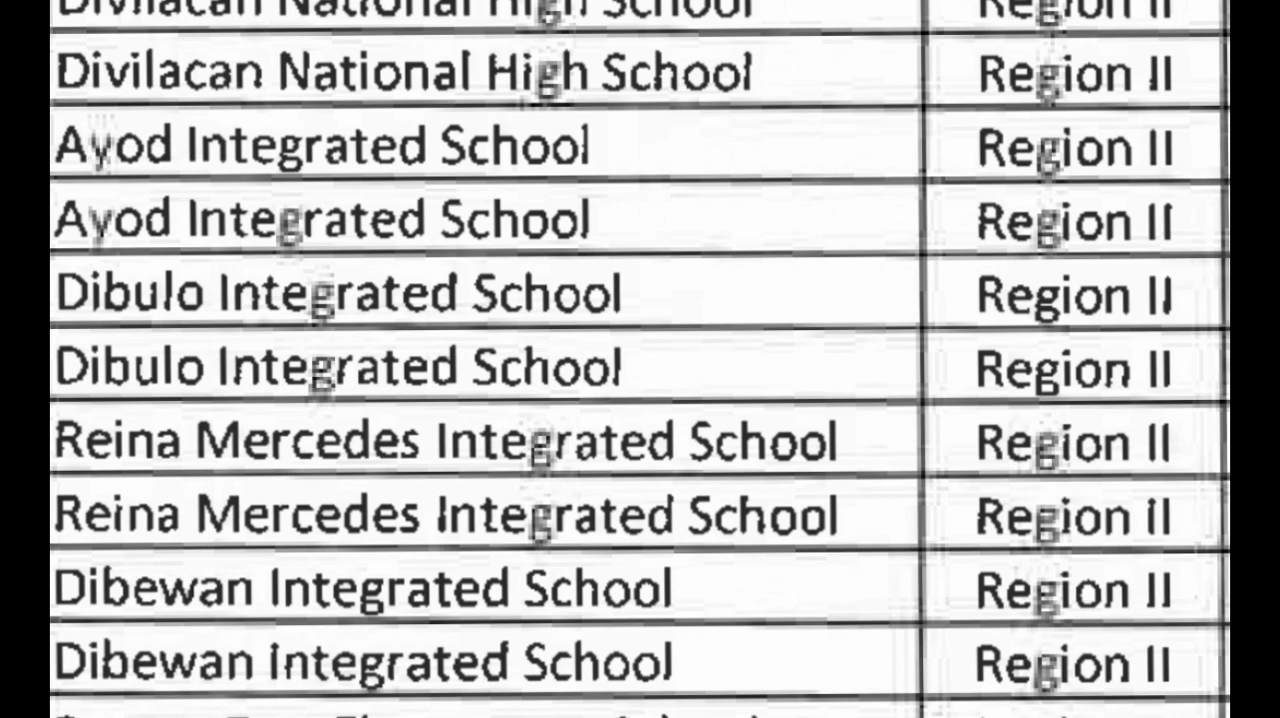 Divilacan National High School Region II
Divilacan National High School Region II
Ayod Integrated School Region II
Ayod Integrated School Region II
Dibulo Integrated School Region II
Dibulo Integrated School Region II
Reina Mercedes Integrated School Region II
Reina Mercedes Integrated School Region II
Dibewan Integrated School Region II
Dibewan Integrated School Region II